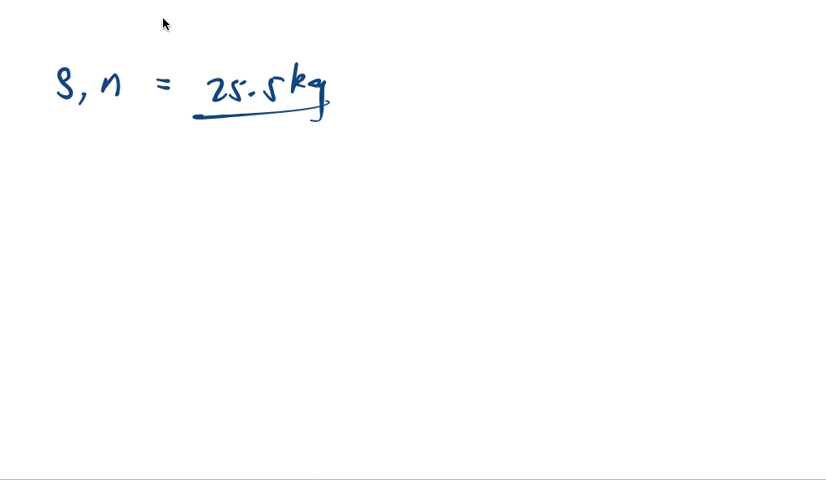 S, n = 25.5kg